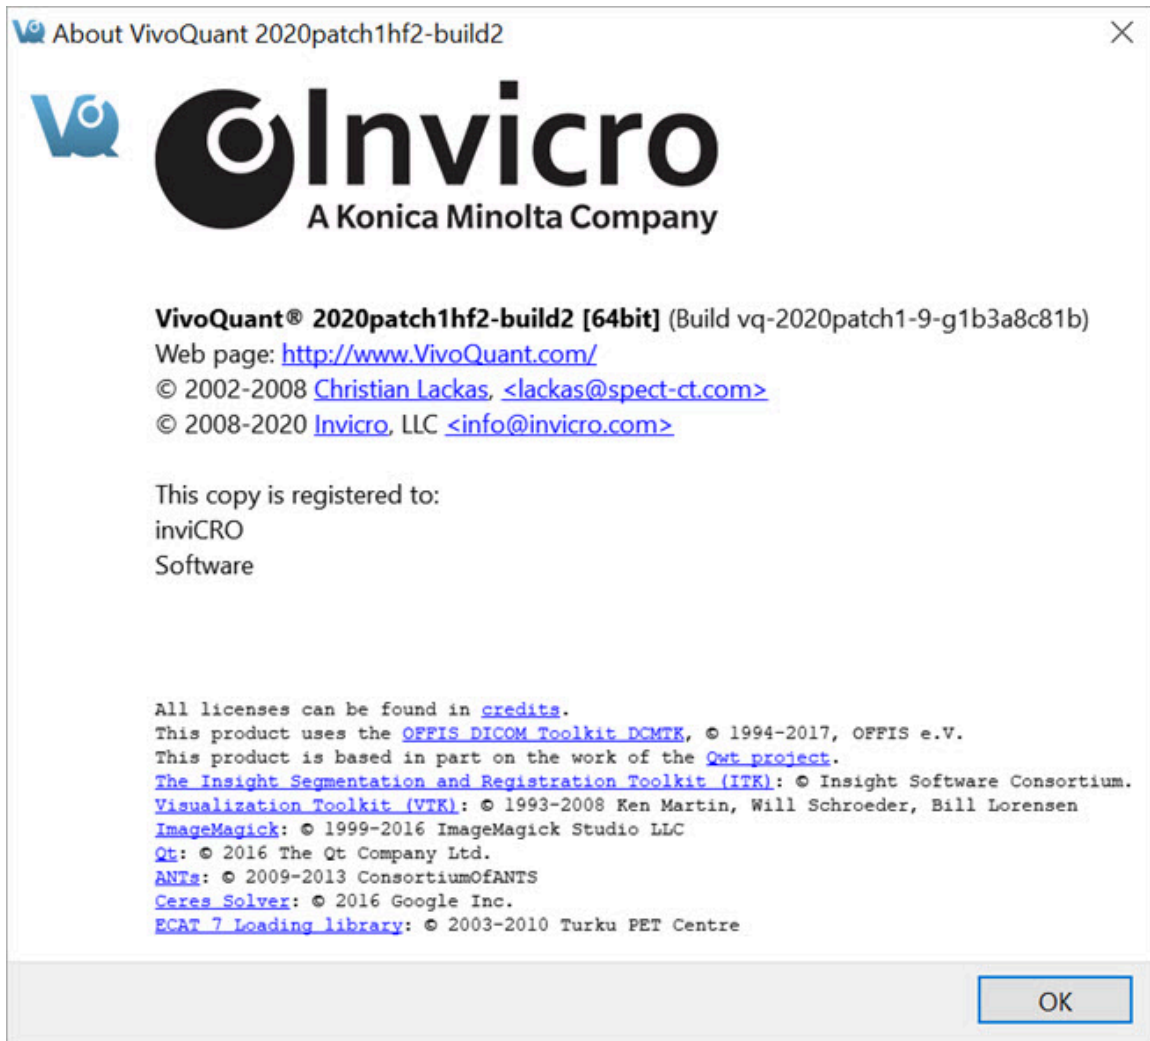 About VivoQuant 2020patch1hf2-build2
VQ
Invicro
A Konica Minolta Company
VivoQuant® 2020patch1hf2-build2 [64bit] (Build vq-2020patch1-9-g1b3a8c81b)
Web page: http://www.VivoQuant.com/
© 2002-2008 Christian Lackas, <lackas@spect-ct.com>
© 2008-2020 Invicro, LLC <info@invicro.com>
This copy is registered to:
inviCRO
Software
All licenses can be found in credits.
This product uses the OFFIS DICOM Toolkit DCMTK, © 1994-2017, OFFIS e.V.
This product is based in part on the work of the Qwt project.
The Insight Segmentation and Registration Toolkit (ITK): © Insight Software Consortium.
Visualization Toolkit (VTK): © 1993-2008 Ken Martin, Will Schroeder, Bill Lorensen
ImageMagick: © 1999-2016 ImageMagick Studio LLC
Qt: © 2016 The Qt Company Ltd.
ANTs: © 2009-2013 ConsortiumOfANTS
Ceres Solver: © 2016 Google Inc.
ECAT 7 Loading library: © 2003-2010 Turku PET Centre
OK